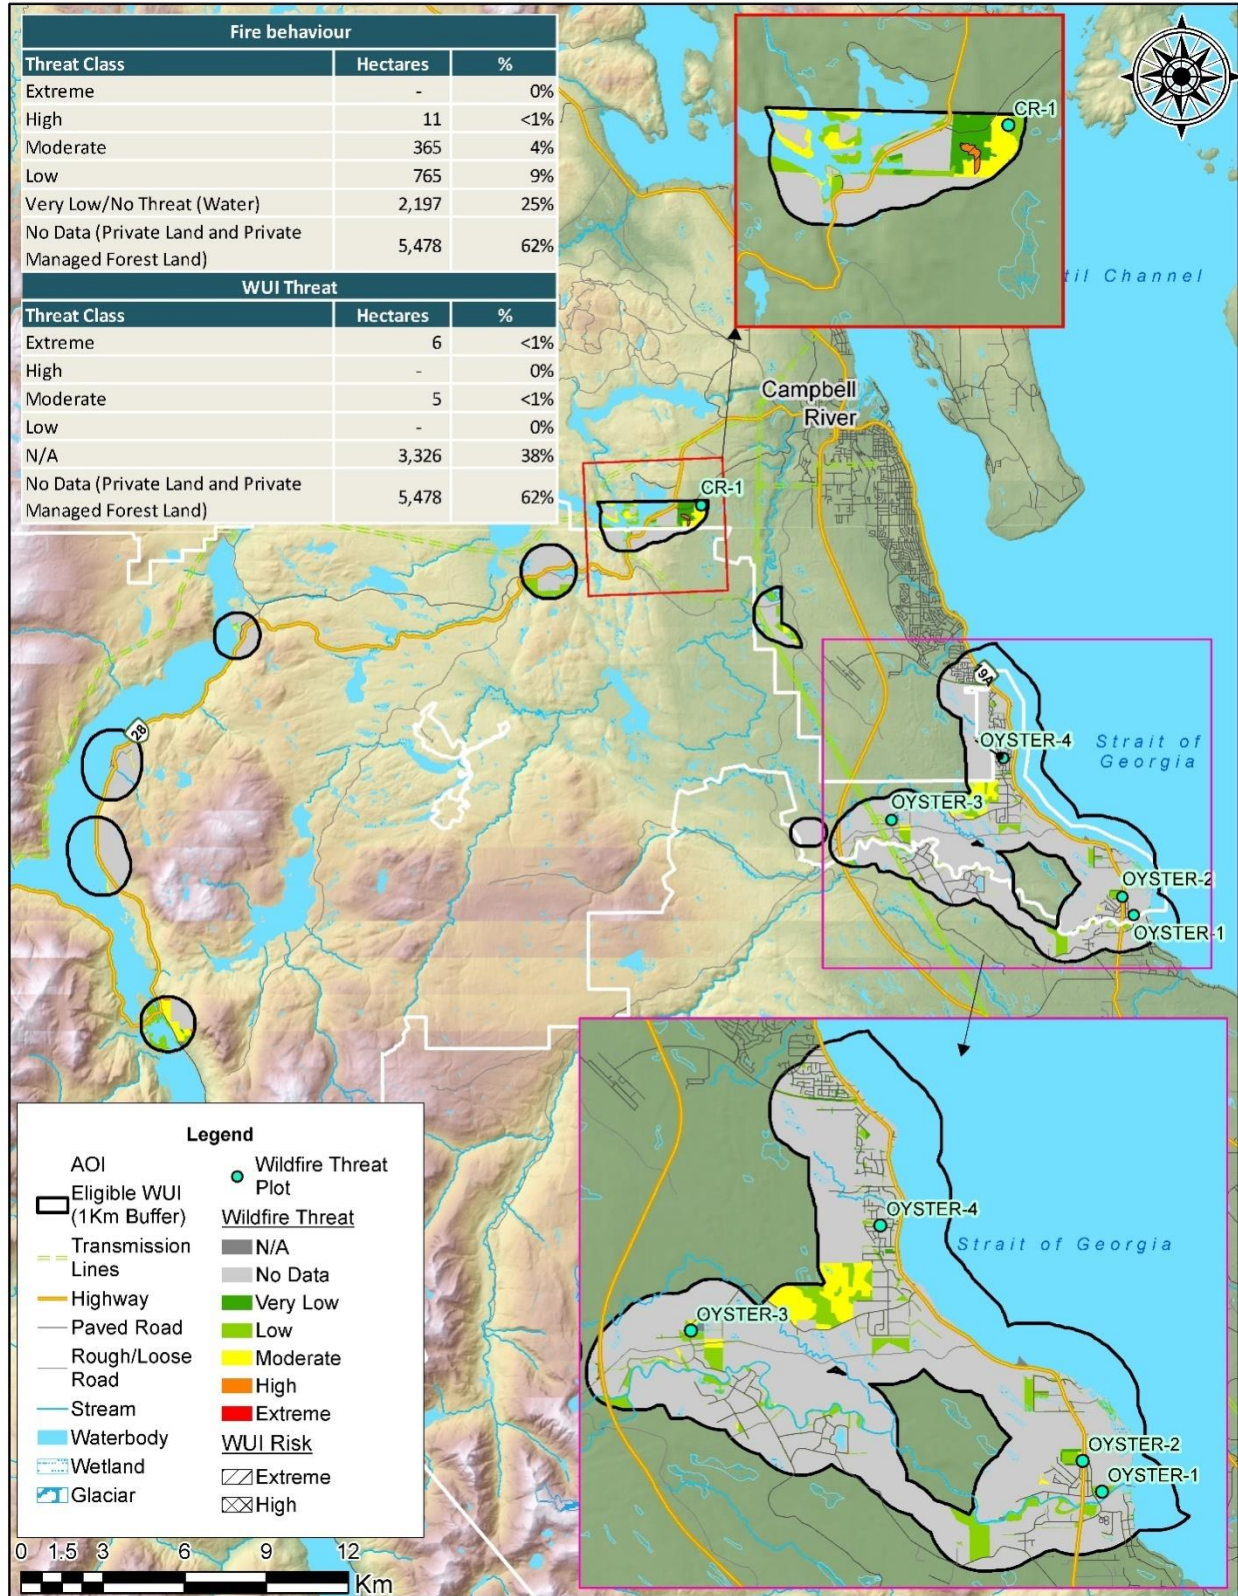 Fire behaviour
Threat Class Hectares %
Extreme - 0%
High 11 <1%
Moderate 365 4%
Low 765 9%
Very Low/No Threat (Water) 2,197 25%
No Data (Private Land and Private
Managed Forest Land) 5,478 62%
WUI Threat
Threat Class Hectares %
Extreme 6 <1%
High - 0%
Moderate 5 <1%
Low - 0%
N/A 3,326 38%
No Data (Private Land and Private
Managed Forest Land) 5,478 62%
CR-1
til Channel
Campbell
River
CR-1
19A
28
OYSTER-4
Strait of
Georgia
OYSTER-3
OYSTER-2
OYSTER-1
OYSTER-4
Strait of Georgia
OYSTER-3
OYSTER-2
OYSTER-1
Legend
AOI
Eligible WUI
(1Km Buffer)
Transmission
Lines
Highway
Paved Road
Rough/Loose
Road
Stream
Waterbody
Wetland
Glaciar
Wildfire Threat
Plot
Wildfire Threat
N/A
No Data
Very Low
Low
Moderate
High
Extreme
WUI Risk
Extreme
High
0 1.5 3 6 9 12
Km